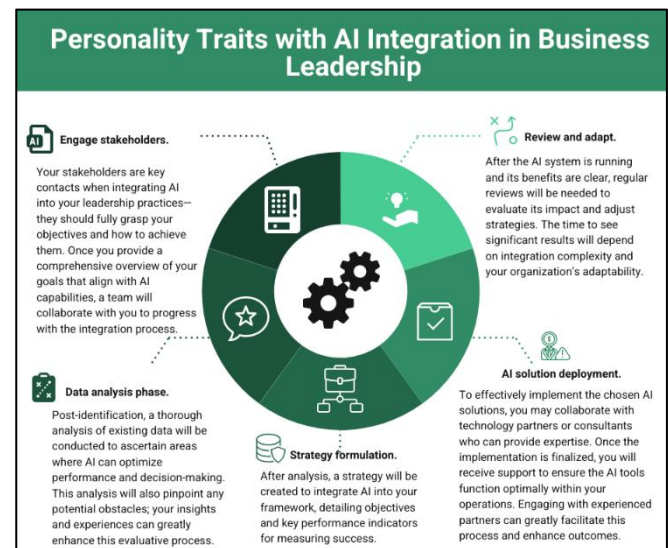 Personality Traits with AI Integration in Business
Leadership
AI
Engage stakeholders.
Your stakeholders are key
contacts when integrating AI
into your leadership practices—
they should fully grasp your
objectives and how to achieve
them. Once you provide a
comprehensive overview of your
goals that align with AI
capabilities, a team will
collaborate with you to progress
with the integration process.
Data analysis phase.
Post-identification, a thorough
analysis of existing data will be
conducted to ascertain areas
where AI can optimize
performance and decision-making.
This analysis will also pinpoint any
potential obstacles; your insights
and experiences can greatly
enhance this evaluative process.
Strategy formulation.
After analysis, a strategy will be
created to integrate AI into your
framework, detailing objectives
and key performance indicators
for measuring success.
AI solution deployment.
To effectively implement the chosen AI
solutions, you may collaborate with
technology partners or consultants
who can provide expertise. Once the
implementation is finalized, you will
receive support to ensure the AI tools
function optimally within your
operations. Engaging with experienced
partners can greatly facilitate this
process and enhance outcomes.
Review and adapt.
After the AI system is running
and its benefits are clear, regular
reviews will be needed to
evaluate its impact and adjust
strategies. The time to see
significant results will depend
on integration complexity and
your organization's adaptability.